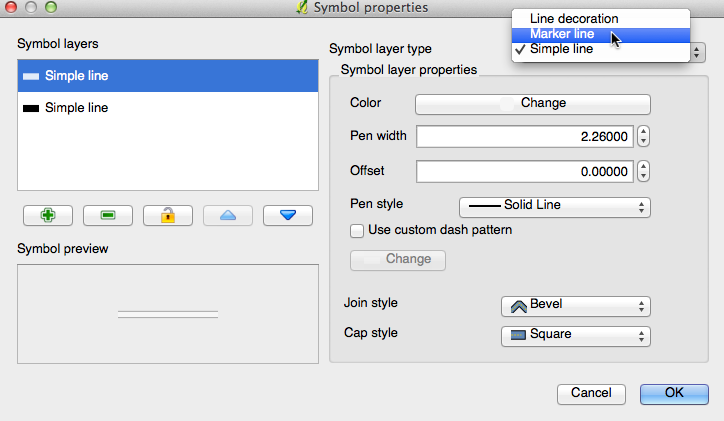 Symbol properties
Symbol layers
Simple line
Simple line
Symbol preview
Symbol layer type
Line decoration
Marker line
✓ Simple line
Symbol layer properties
Color
Change
Pen width
2.26000
Offset
0.00000
Pen style
Solid Line
Use custom dash pattern
Change
Join style
Bevel
Cap style
Square
Cancel
OK